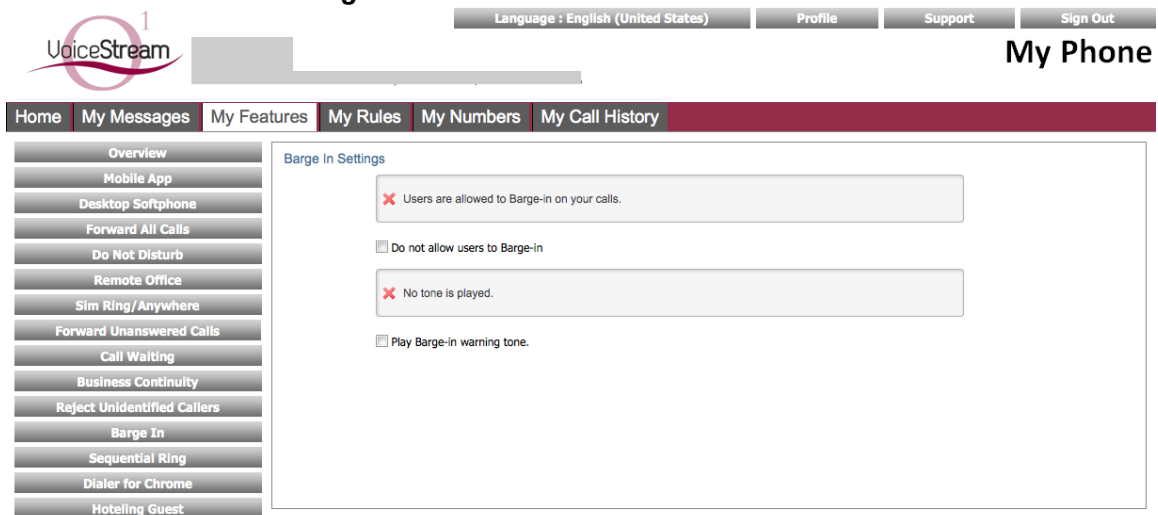 Language : English (United States)
Profile
Support
Sign Out
1
VoiceStream
My Phone
Home
My Messages
My Features
My Rules
My Numbers
My Call History
Overview
Mobile App
Desktop Softphone
Forward All Calls
Do Not Disturb
Remote Office
Sim Ring/Anywhere
Forward Unanswered Calls
Call Waiting
Business Continuity
Reject Unidentified Callers
Barge In
Sequential Ring
Dialer for Chrome
Hoteling Guest
Barge In Settings
Users are allowed to Barge-in on your calls.
Do not allow users to Barge-in
No tone is played.
Play Barge-in warning tone.